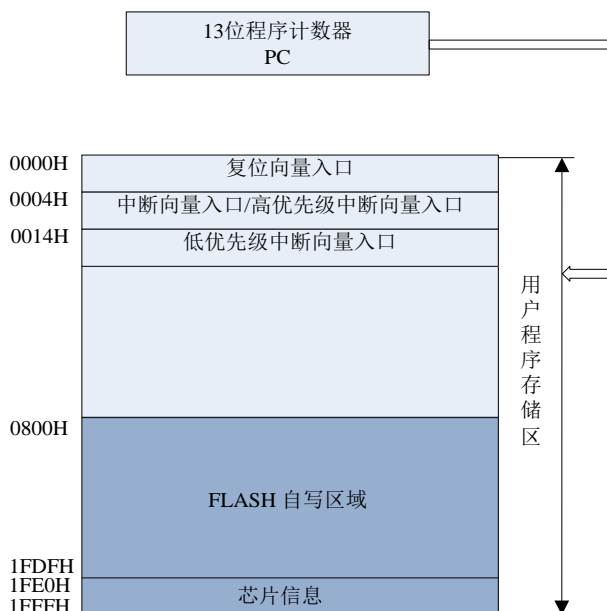 13位程序计数器
PC
0000H
复位向量入口
0004H
中断向量入口/高优先级中断向量入口
0014H
低优先级中断向量入口
用户程序存储区
0800H
FLASH 自写区域
1FDFH
1FE0H
芯片信息
1FFFH